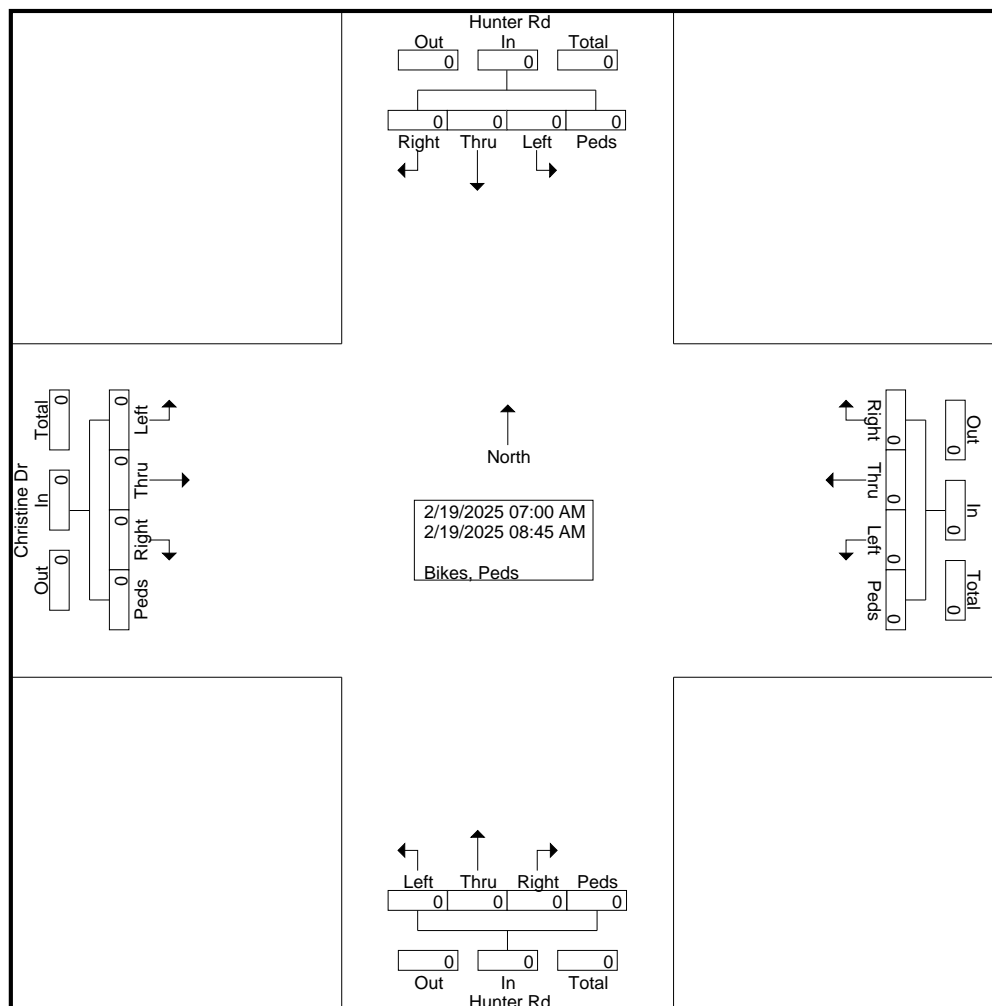 Hunter Rd
Out In Total
0 0 0
0 0 0 0
Right Thru Left Peds
Christine Dr
Total In Out
0 0 0
0 0 0 0
Left Thru Right Peds
North
2/19/2025 07:00 AM
2/19/2025 08:45 AM
Bikes, Peds
Right Thru Left Peds
0 0 0 0
Out In Total
0 0 0
Left Thru Right Peds
0 0 0 0
0 0 0
Out In Total
Hunter Rd